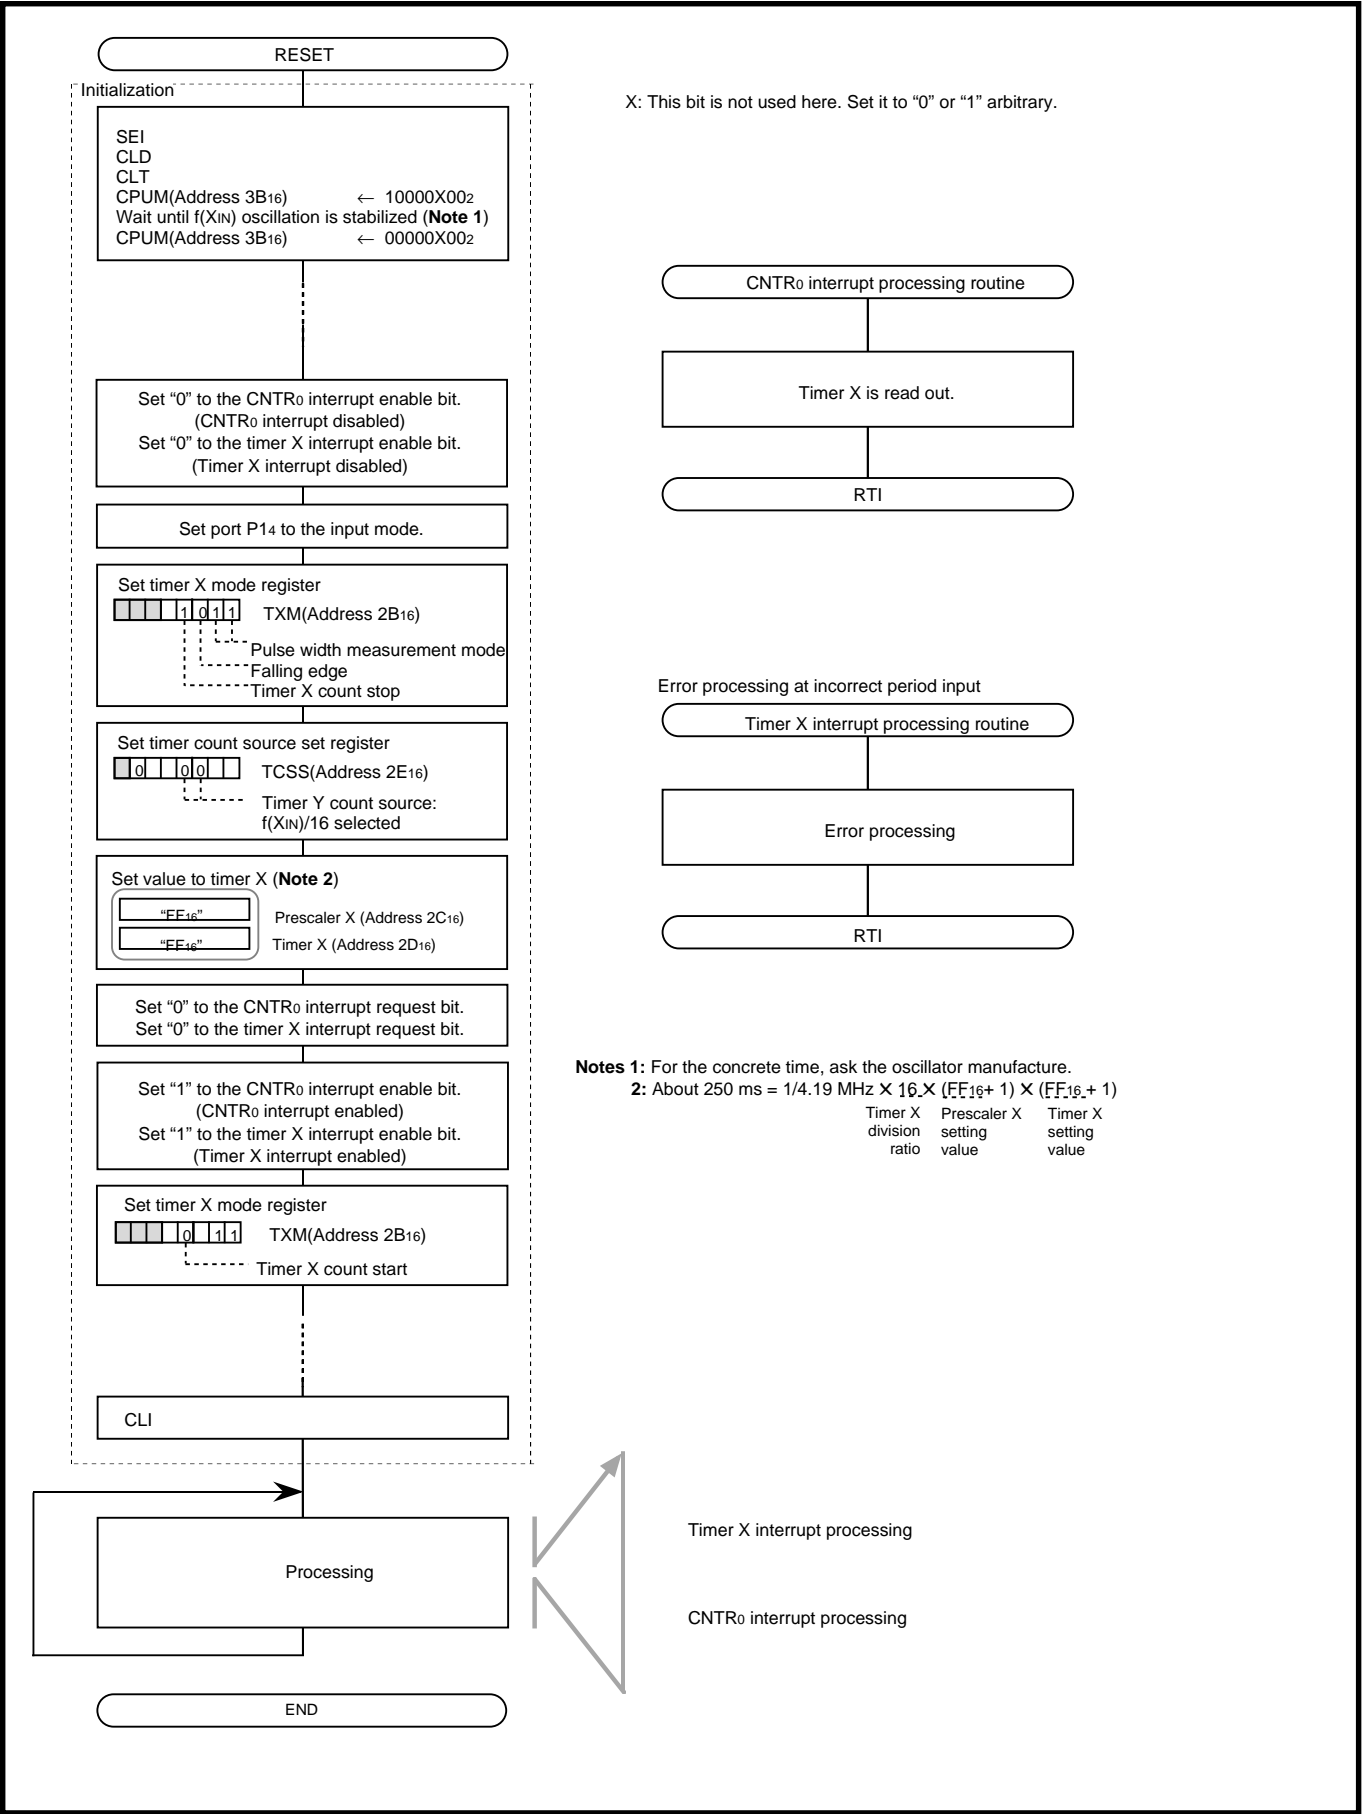 RESET
Initialization
SEI
CLD
CLT
CPUM(Address 3B16) ← 10000X002
Wait until f(XIN) oscillation is stabilized (Note 1)
CPUM(Address 3B16) ← 00000X002
Set “0” to the CNTR0 interrupt enable bit.
(CNTR0 interrupt disabled)
Set “0” to the timer X interrupt enable bit.
(Timer X interrupt disabled)
Set port P14 to the input mode.
Set timer X mode register
1 0 1 1 TXM(Address 2B16)
Pulse width measurement mode
Falling edge
Timer X count stop
Set timer count source set register
0 0 0 TCSS(Address 2E16)
Timer Y count source:
f(XIN)/16 selected
Set value to timer X (Note 2)
“FF16” Prescaler X (Address 2C16)
“FF16” Timer X (Address 2D16)
Set “0” to the CNTR0 interrupt request bit.
Set “0” to the timer X interrupt request bit.
Set “1” to the CNTR0 interrupt enable bit.
(CNTR0 interrupt enabled)
Set “1” to the timer X interrupt enable bit.
(Timer X interrupt enabled)
Set timer X mode register
0 1 1 TXM(Address 2B16)
Timer X count start
CLI
Processing
END
X: This bit is not used here. Set it to “0” or “1” arbitrary.
CNTR0 interrupt processing routine
Timer X is read out.
RTI
Error processing at incorrect period input
Timer X interrupt processing routine
Error processing
RTI
Notes 1: For the concrete time, ask the oscillator manufacture.
2: About 250 ms = 1/4.19 MHz X 16 X (FF16+ 1) X (FF16 + 1)
Timer X Prescaler X Timer X
division setting setting
ratio value value
Timer X interrupt processing
CNTR0 interrupt processing